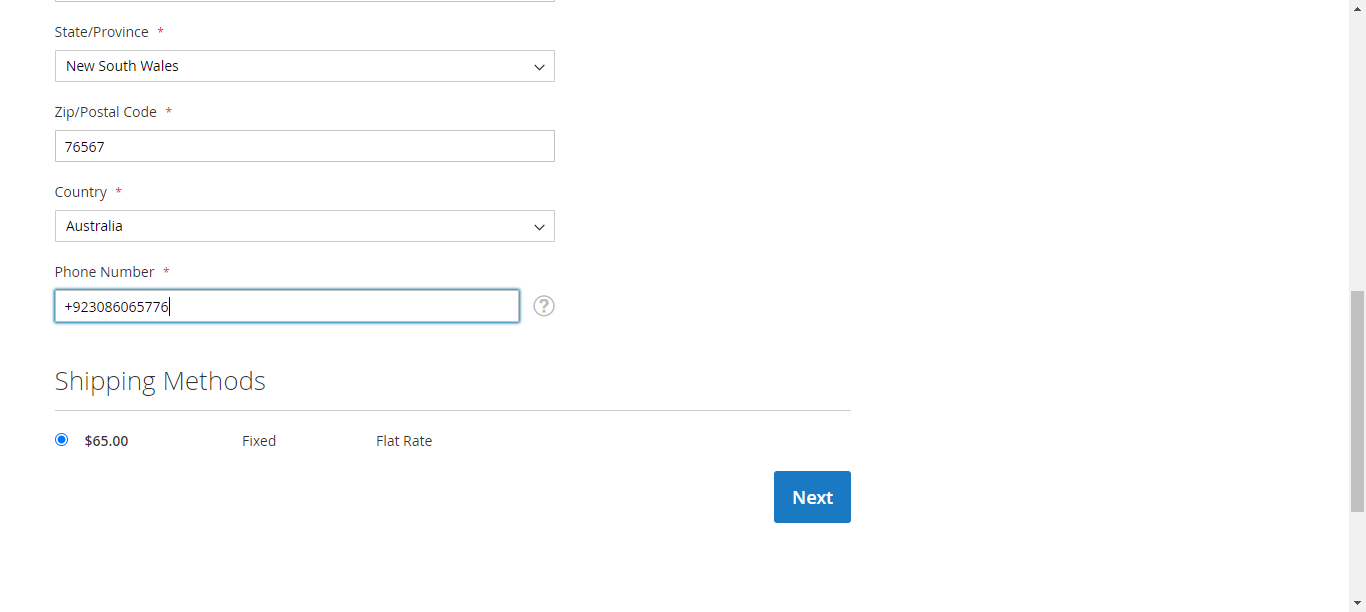 State/Province *
New South Wales
Zip/Postal Code *
76567
Country *
Australia
Phone Number *
+923086065776
?
Shipping Methods
$65.00 Fixed Flat Rate
Next